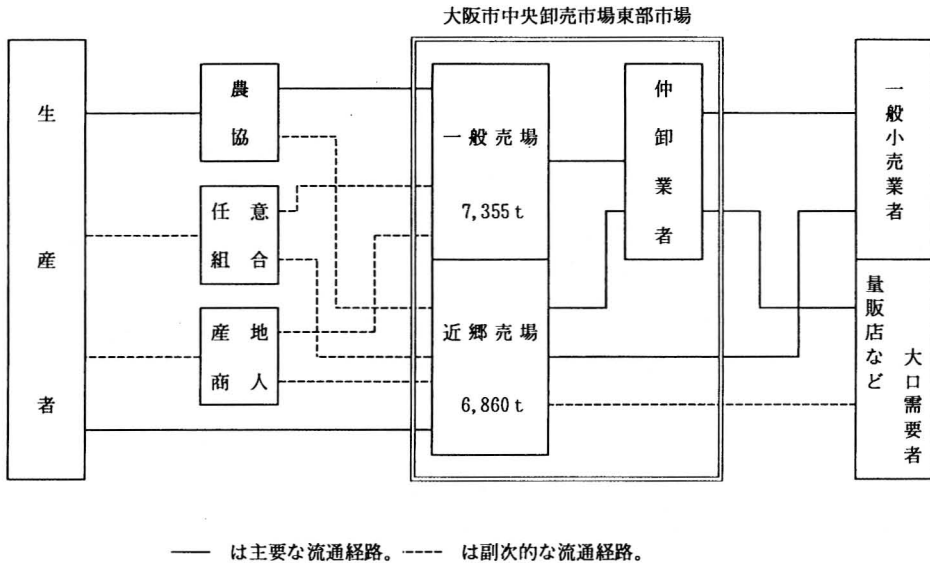 大阪市中央卸売市場東部市場
生産者
農協
任意
組合
産地
商人
一般売場
7,355t
近郷売場
6,860t
仲卸業者
一般小売業者
量販店など
大口需要者
—— は主要な流通経路。---- は副次的な流通経路。